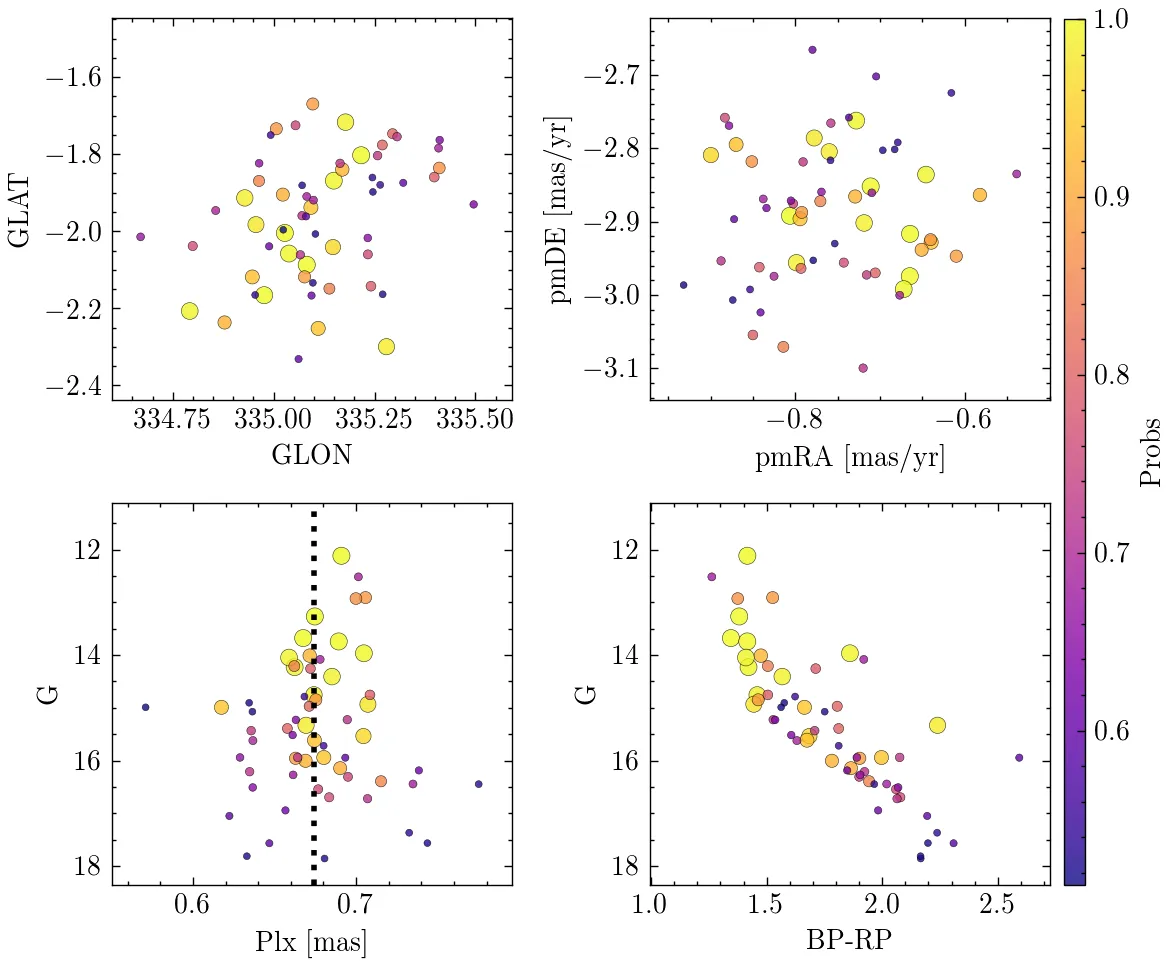 −1.6
−1.8
−2.0
−2.2
−2.4
GLAT
334.75 335.00 335.25 335.50
GLON
−2.7
−2.8
−2.9
−3.0
−3.1
pmDE [mas/yr]
−0.8 −0.6
pmRA [mas/yr]
1.0
0.9
0.8
0.7
0.6
Probs
12
14
16
18
G
0.6 0.7
Plx [mas]
12
14
16
18
G
1.0 1.5 2.0 2.5
BP-RP